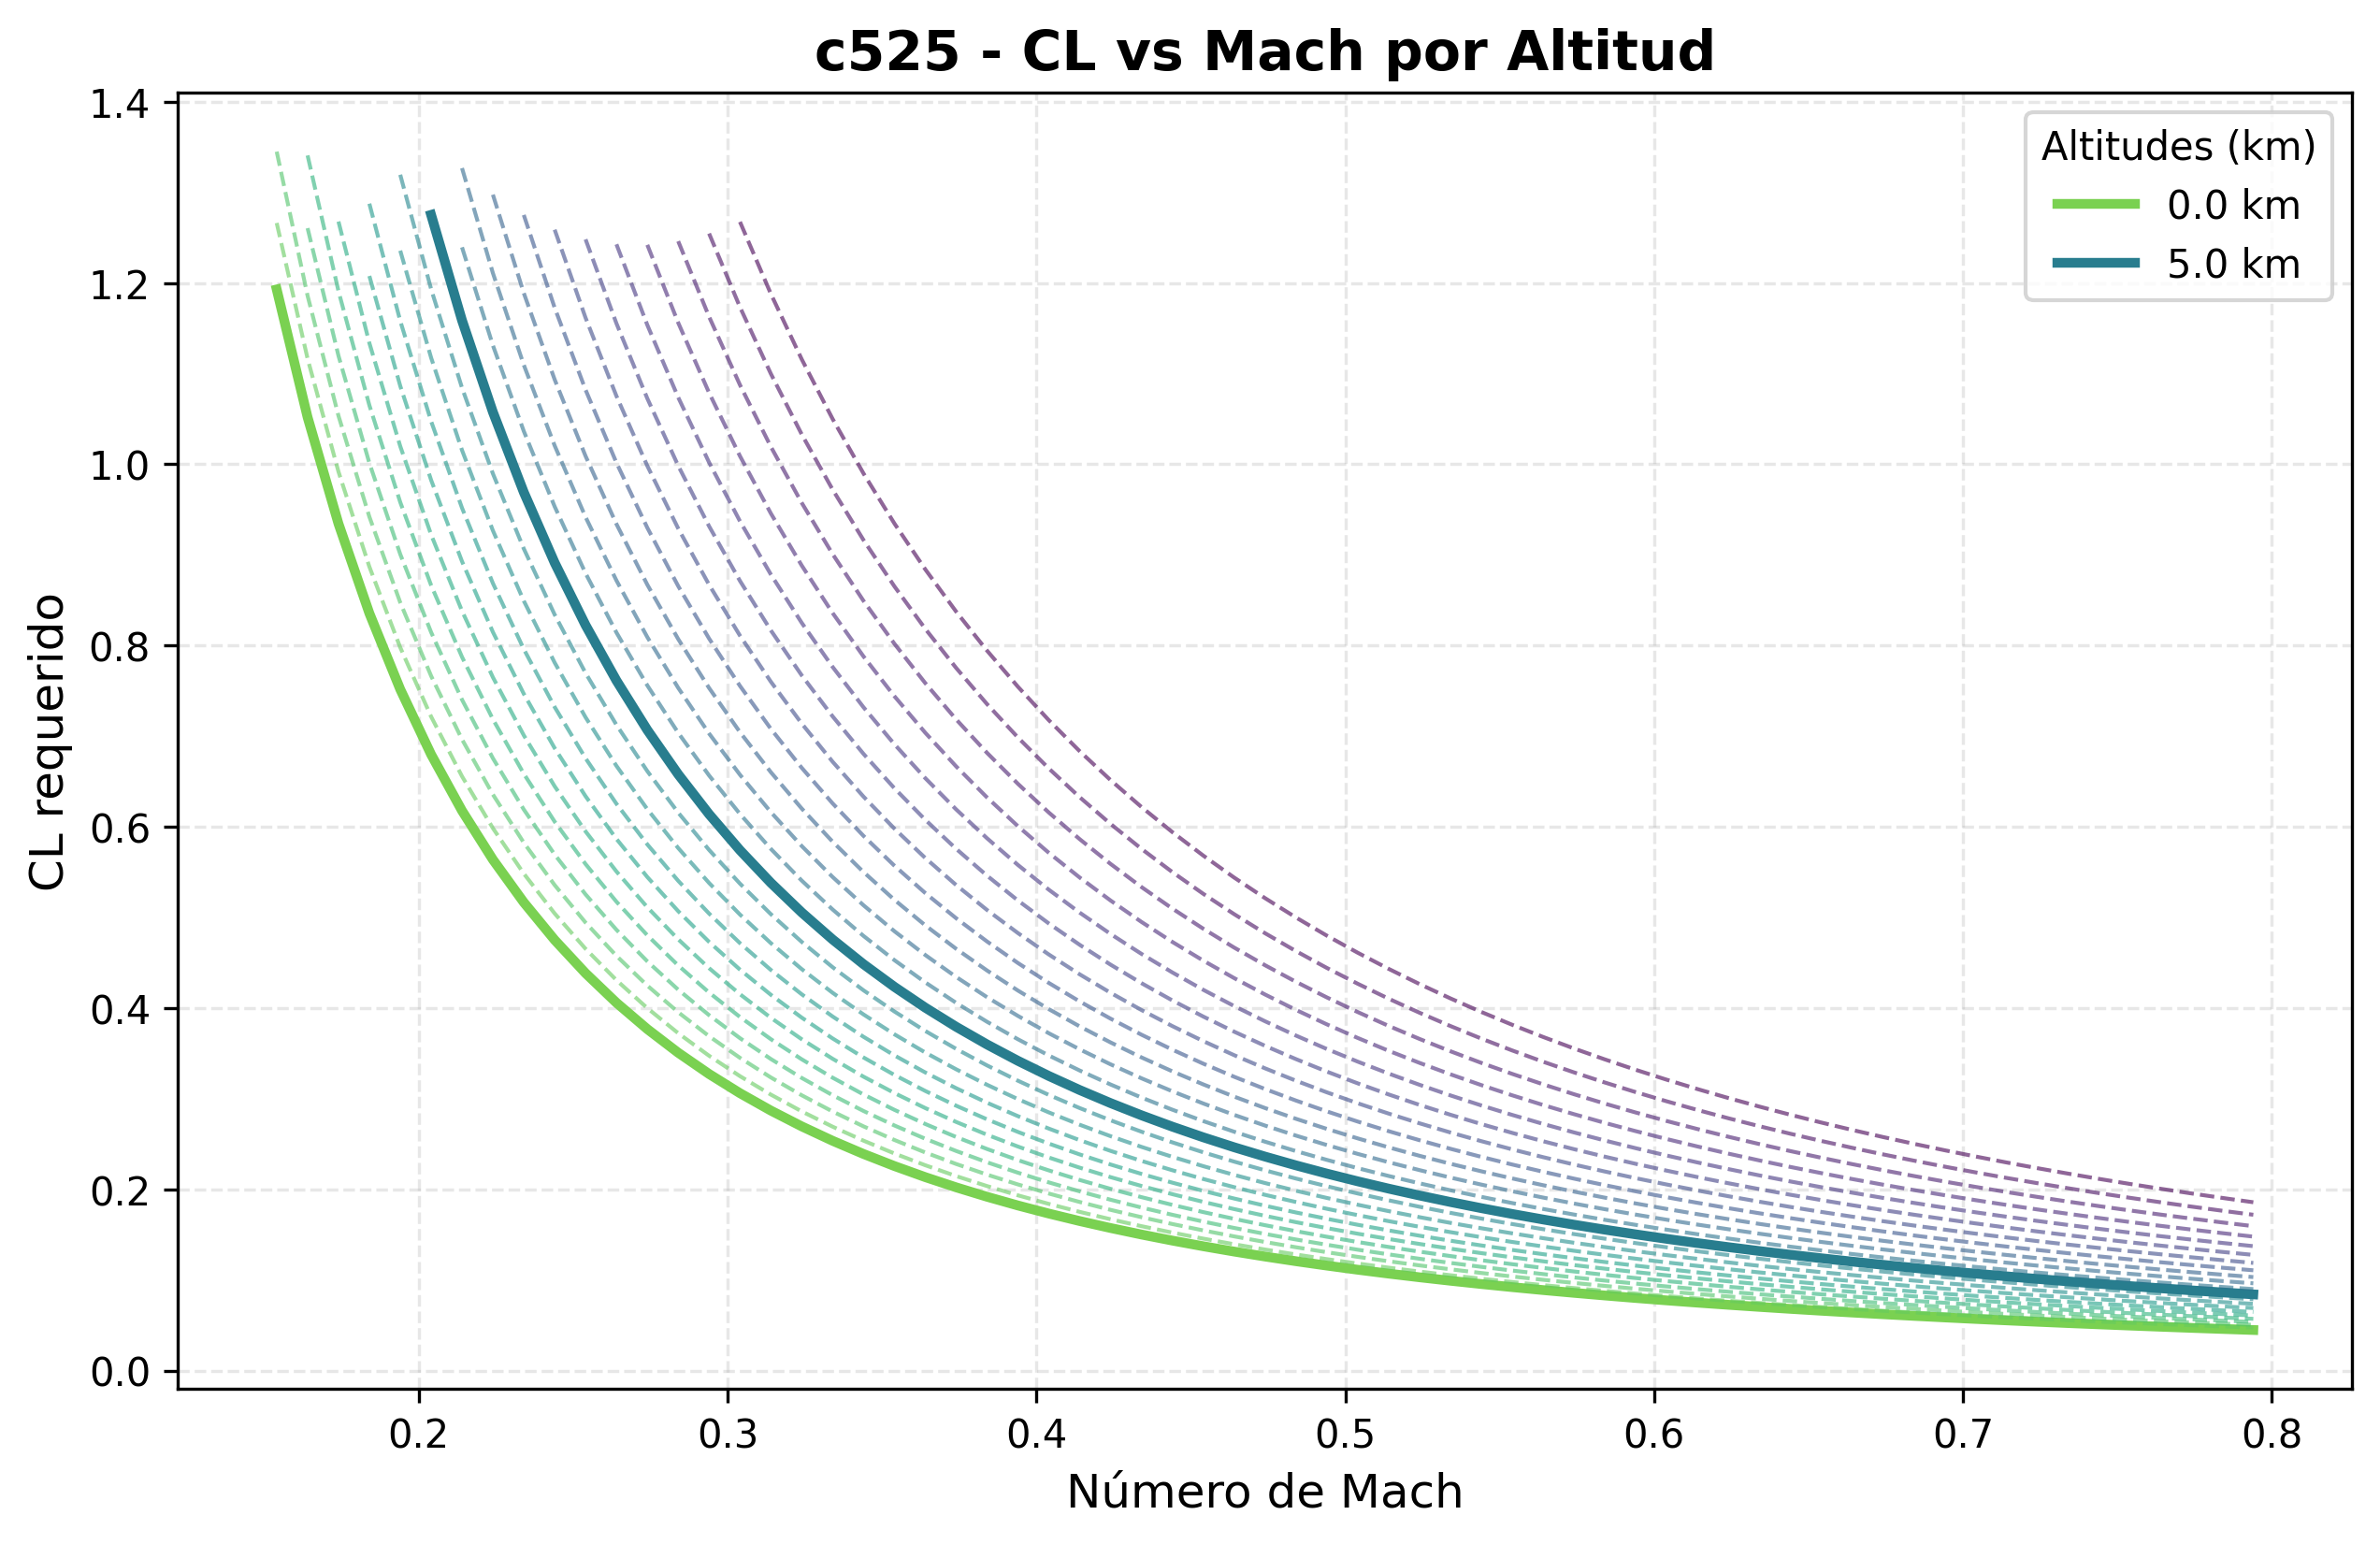 c525 - CL vs Mach por Altitud
1.4
1.2
1.0
0.8
0.6
0.4
0.2
0.0
CL requerido
Altitudes (km)
0.0 km
5.0 km
0.2 0.3 0.4 0.5 0.6 0.7 0.8
Número de Mach